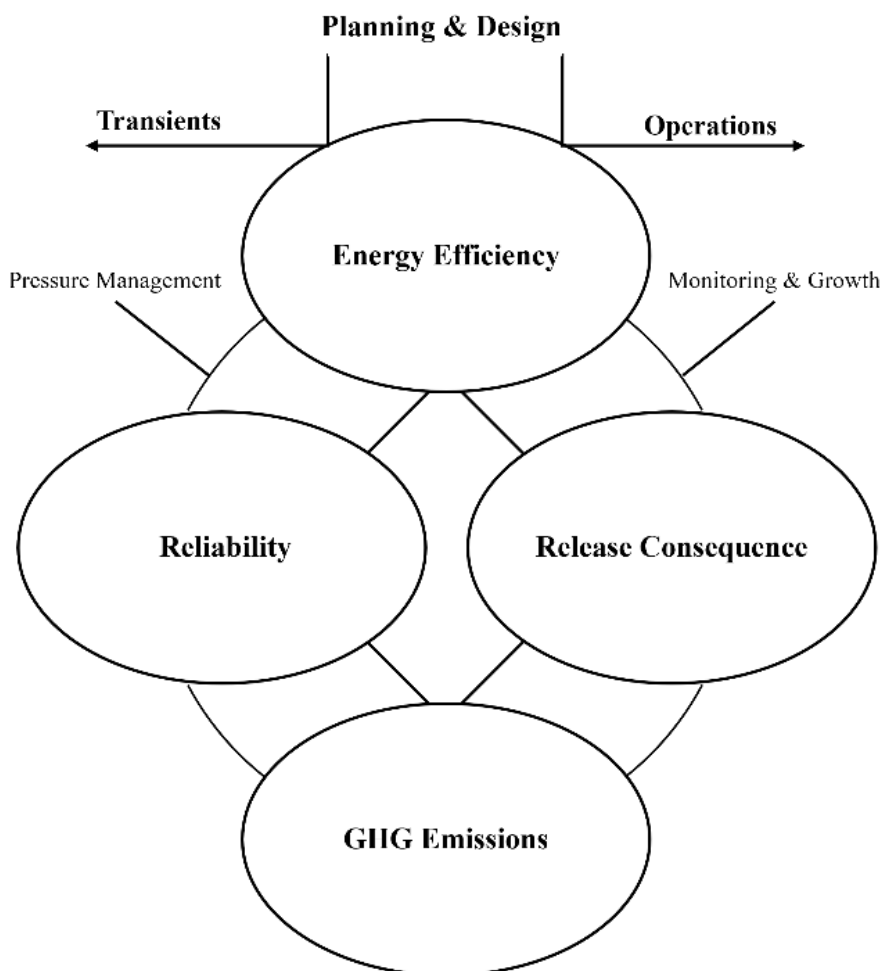 Planning & Design
Transients
Operations
Energy Efficiency
Pressure Management
Monitoring & Growth
Reliability
Release Consequence
GHG Emissions